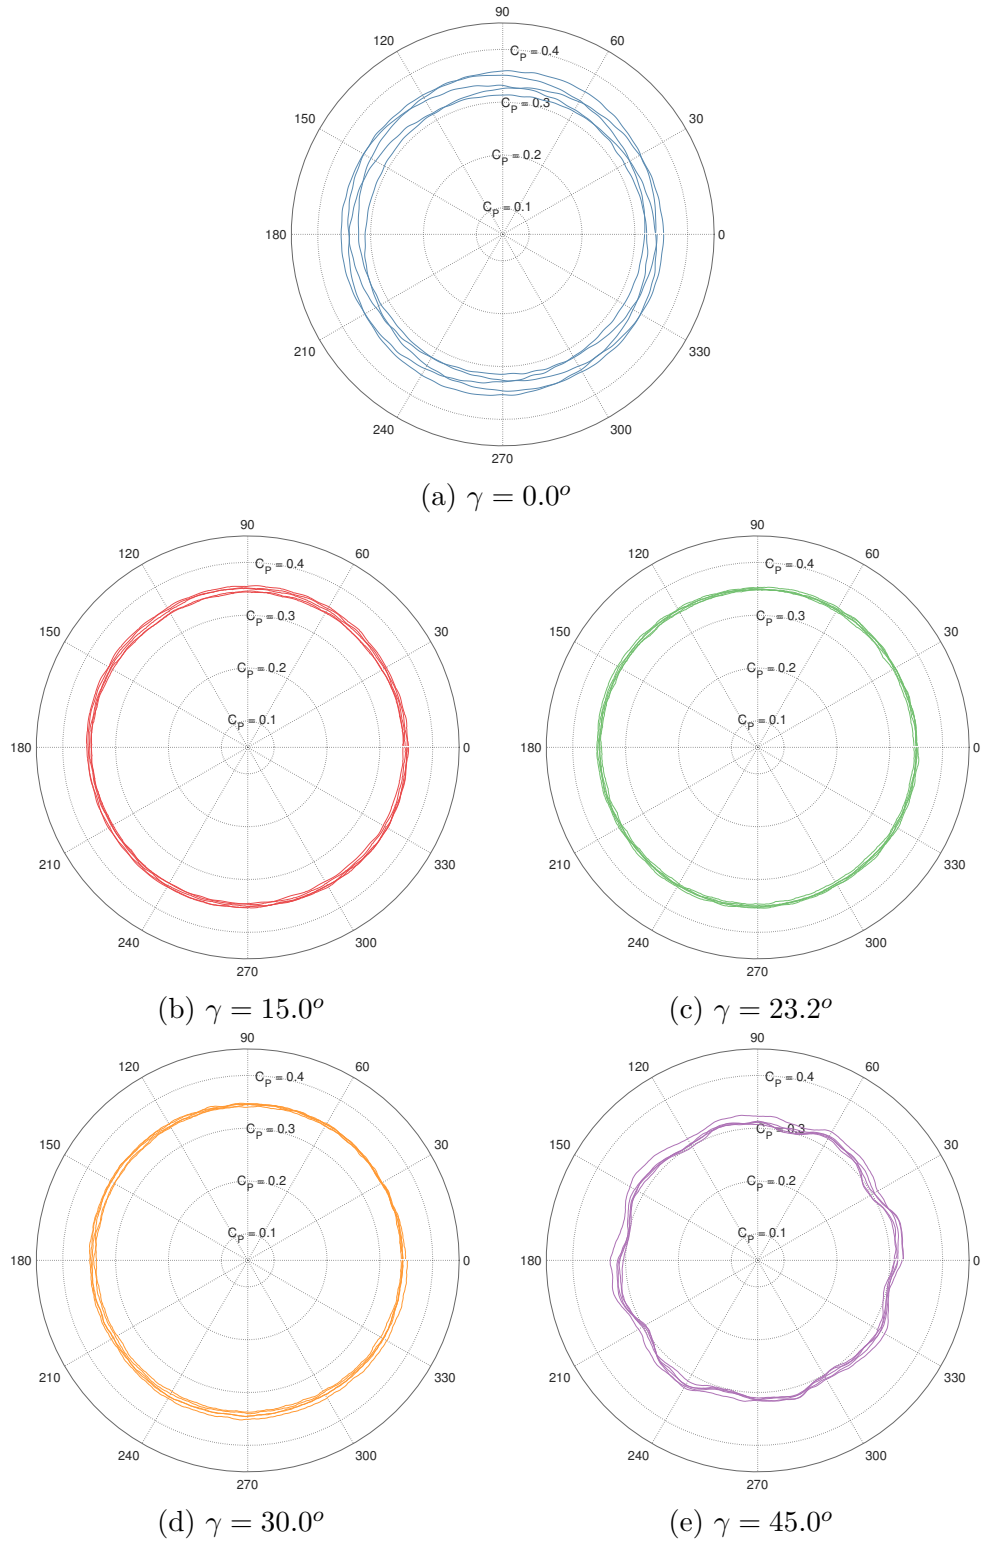 90
120 60
C_P = 0.4
150 30
C_P = 0.3
C_P = 0.2
C_P = 0.1
180 0
210 330
240 300
270
(a) γ = 0.0°
90 90
120 60 120 60
C_P = 0.4 C_P = 0.4
150 30 150 30
C_P = 0.3 C_P = 0.3
C_P = 0.2 C_P = 0.2
C_P = 0.1 C_P = 0.1
180 0 180 0
210 330 210 330
240 300 240 300
270 270
(b) γ = 15.0° (c) γ = 23.2°
90 90
120 60 120 60
C_P = 0.4 C_P = 0.4
150 30 150 30
C_P = 0.3 C_P = 0.3
C_P = 0.2 C_P = 0.2
C_P = 0.1 C_P = 0.1
180 0 180 0
210 330 210 330
240 300 240 300
270 270
(d) γ = 30.0° (e) γ = 45.0°